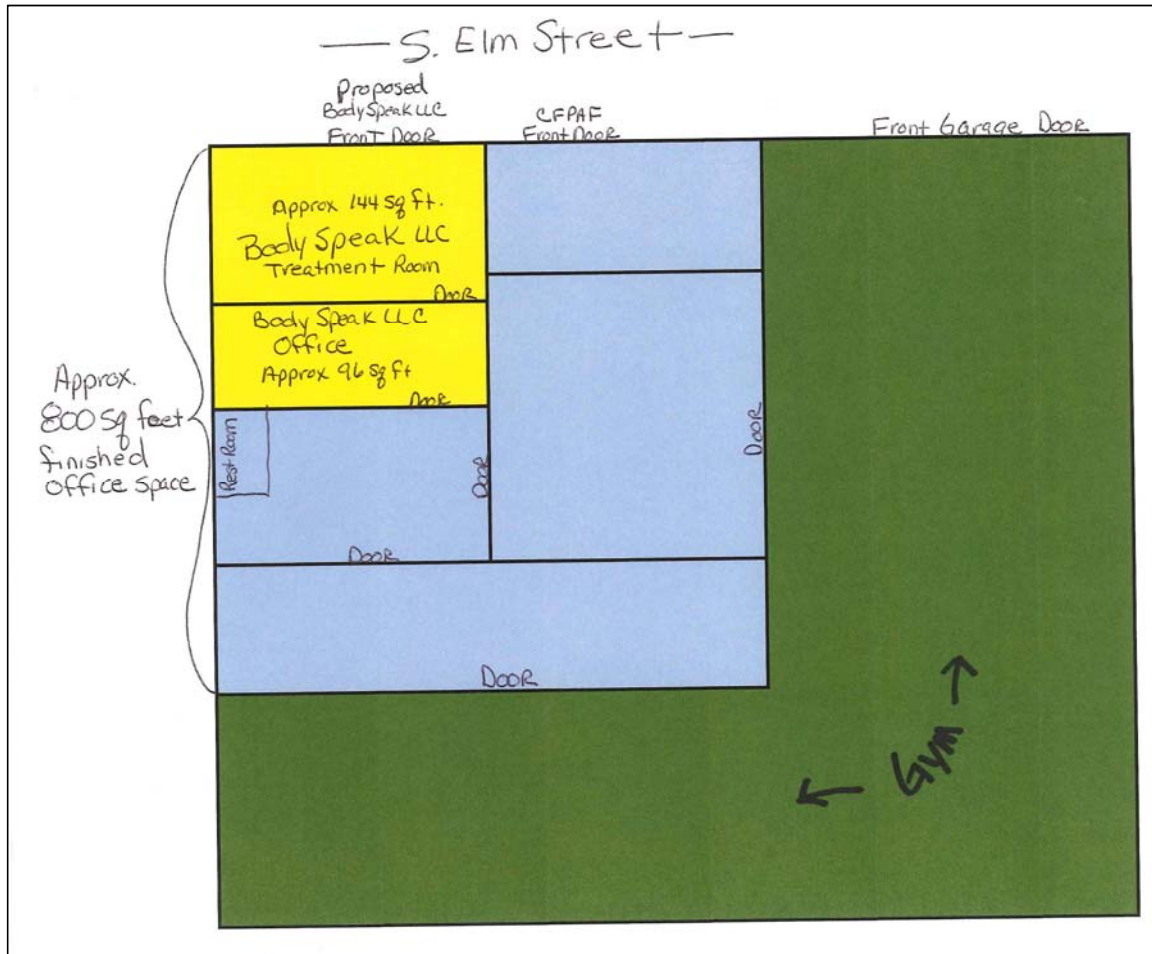 — S. Elm Street —
Proposed
Body Speak LLC
Front Door
CFPAF
Front Door
Front Garage Door
Approx 144 sq ft.
Body Speak LLC
Treatment Room
Door
Body Speak LLC
Office
Approx 96 sq ft
Door
Approx.
800 sq feet
finished
office space
Rest Room
Door
Door
Door
Door
Gym